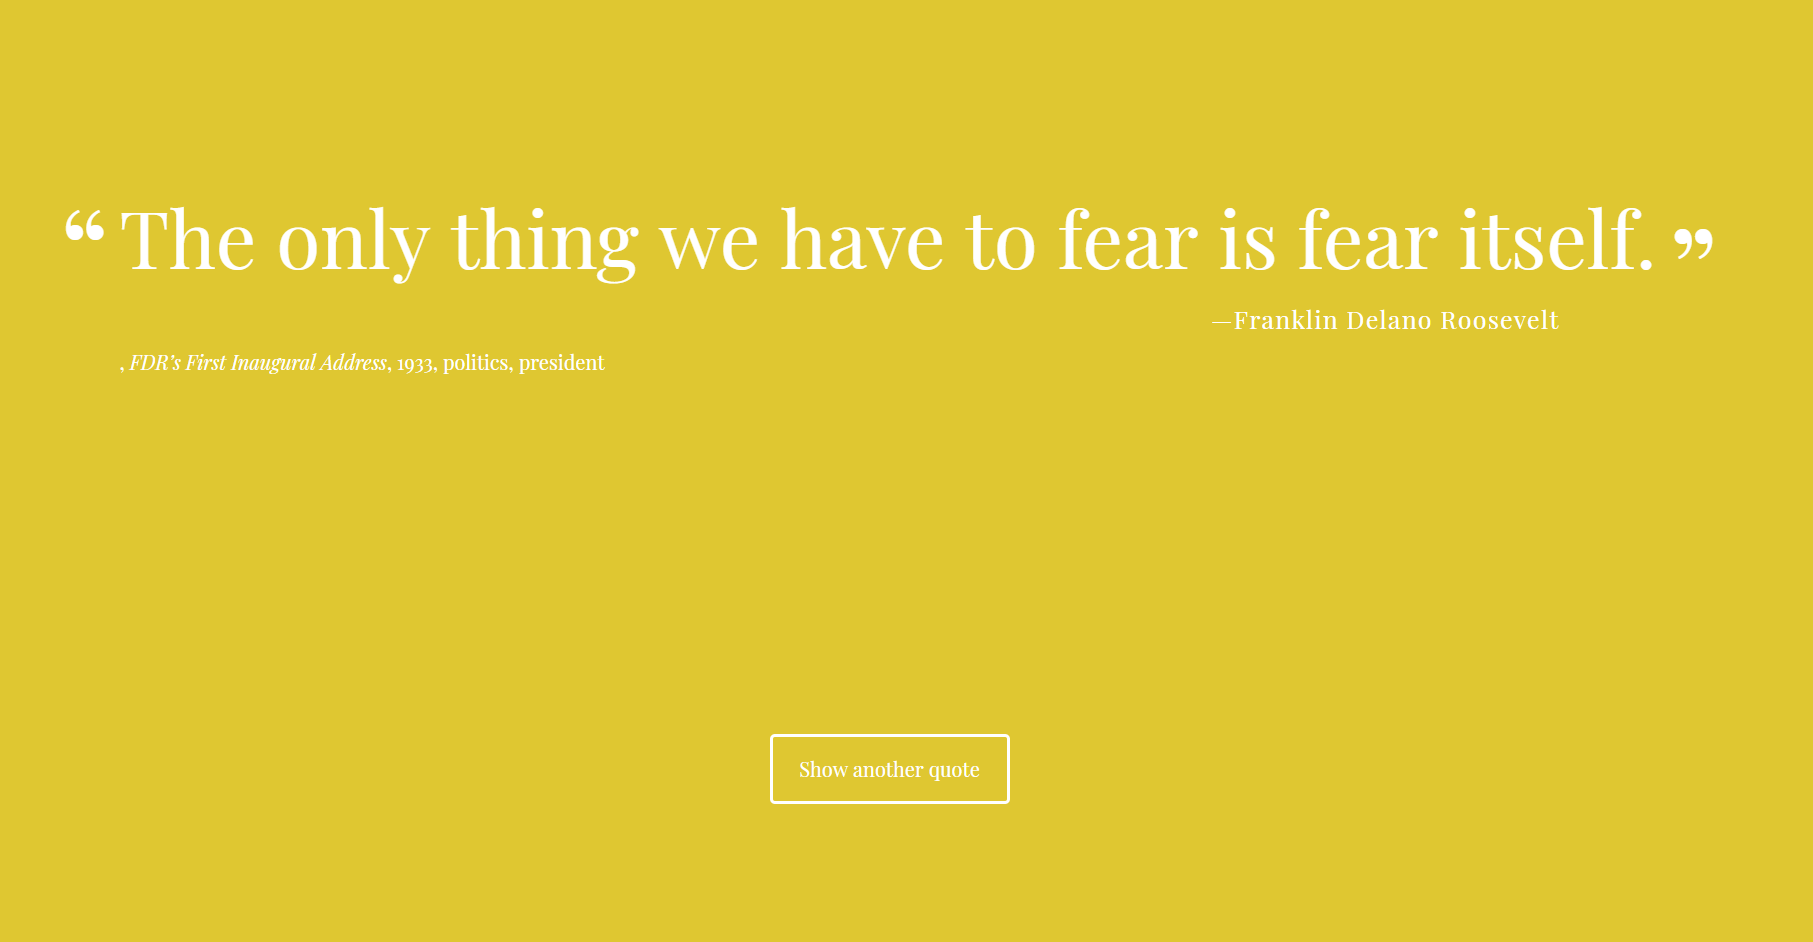 “ The only thing we have to fear is fear itself. ”
—Franklin Delano Roosevelt
, FDR’s First Inaugural Address, 1933, politics, president
Show another quote